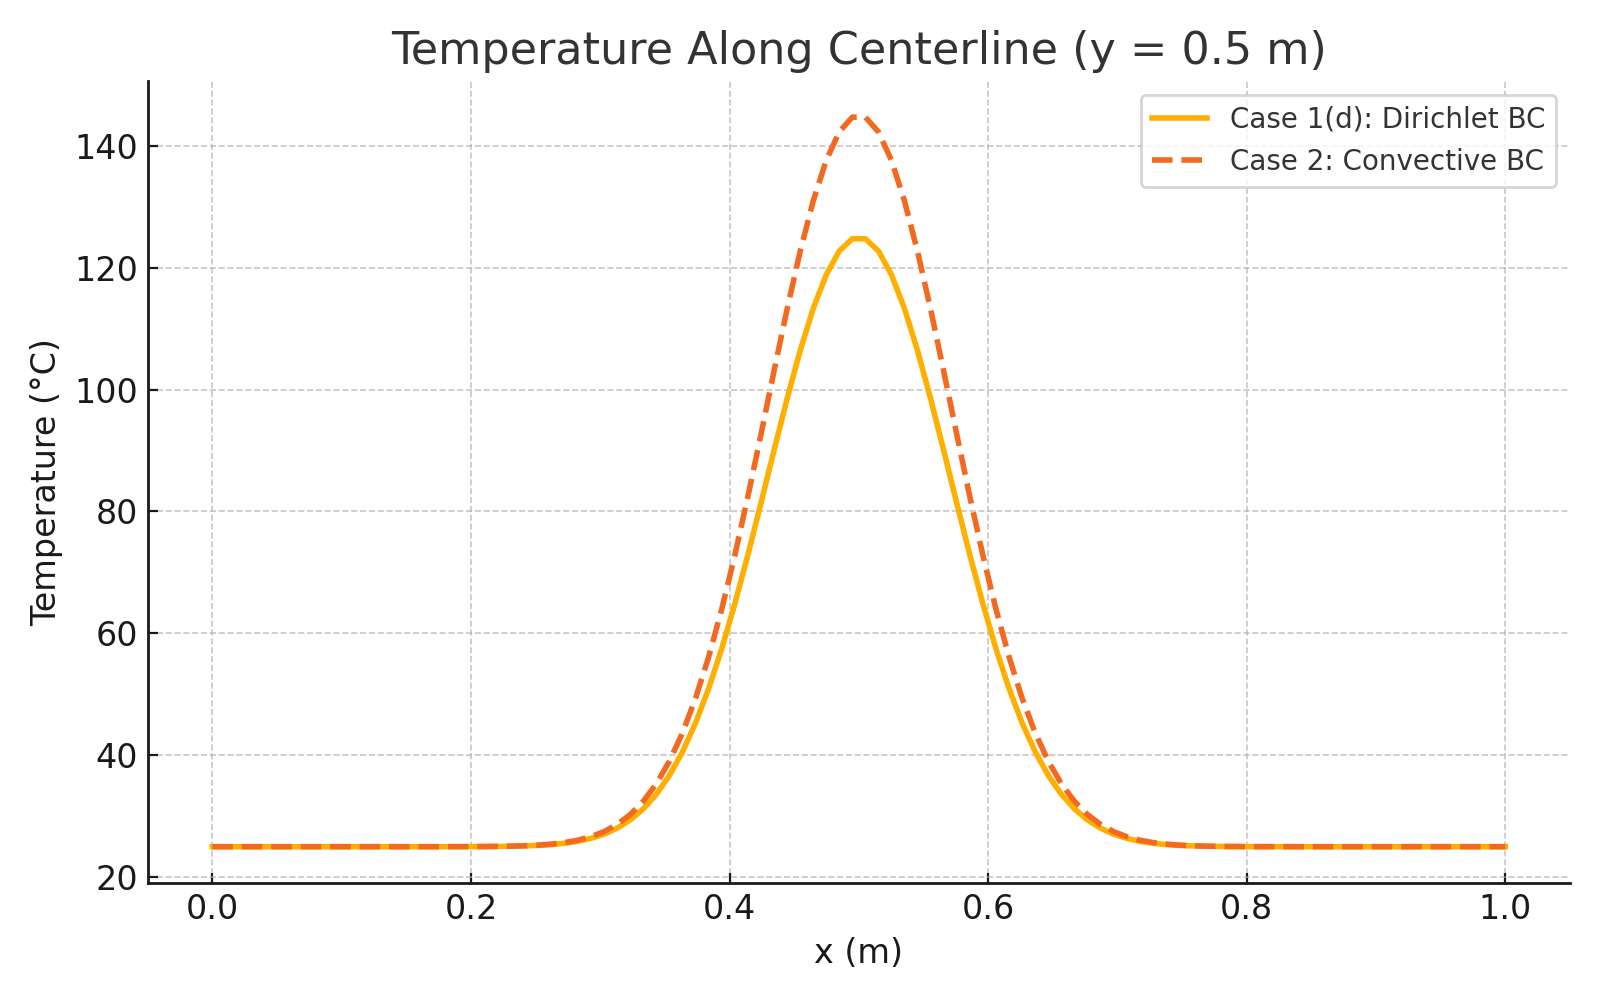 Temperature Along Centerline (y = 0.5 m)
Case 1(d): Dirichlet BC
Case 2: Convective BC
Temperature (°C)
140
120
100
80
60
40
20
0.0 0.2 0.4 0.6 0.8 1.0
x (m)